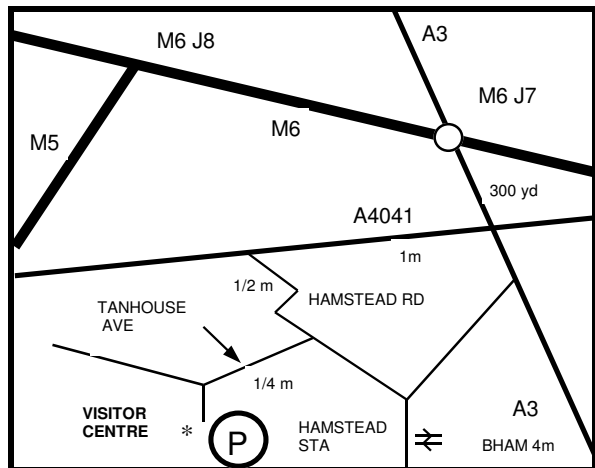 M6 J8
A3
M6 J7
M6
M5
300 yd
A4041
1m
1/2 m
HAMSTEAD RD
TANHOUSE
AVE
1/4 m
VISITOR
CENTRE *
P
HAMSTEAD
STA
A3
BHAM 4m